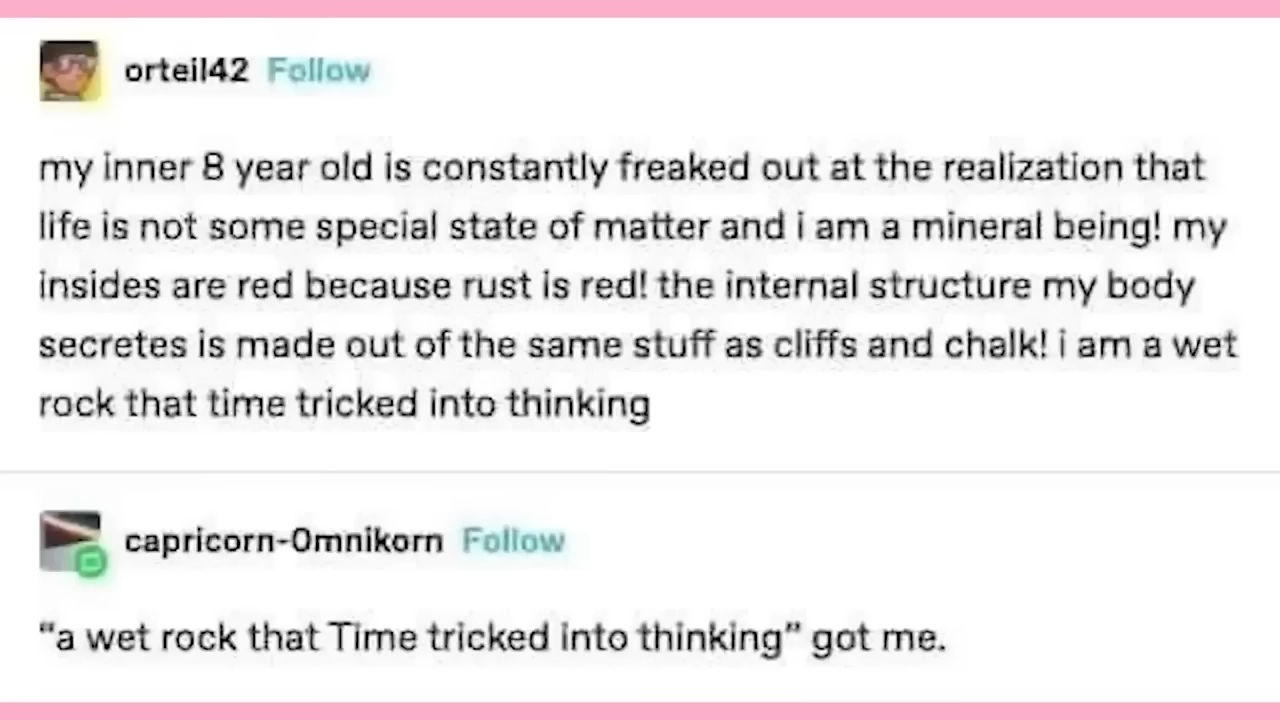 orteil42 Follow
my inner 8 year old is constantly freaked out at the realization that
life is not some special state of matter and i am a mineral being! my
insides are red because rust is red! the internal structure my body
secretes is made out of the same stuff as cliffs and chalk! i am a wet
rock that time tricked into thinking
capricorn-0mnikorn Follow
“a wet rock that Time tricked into thinking” got me.